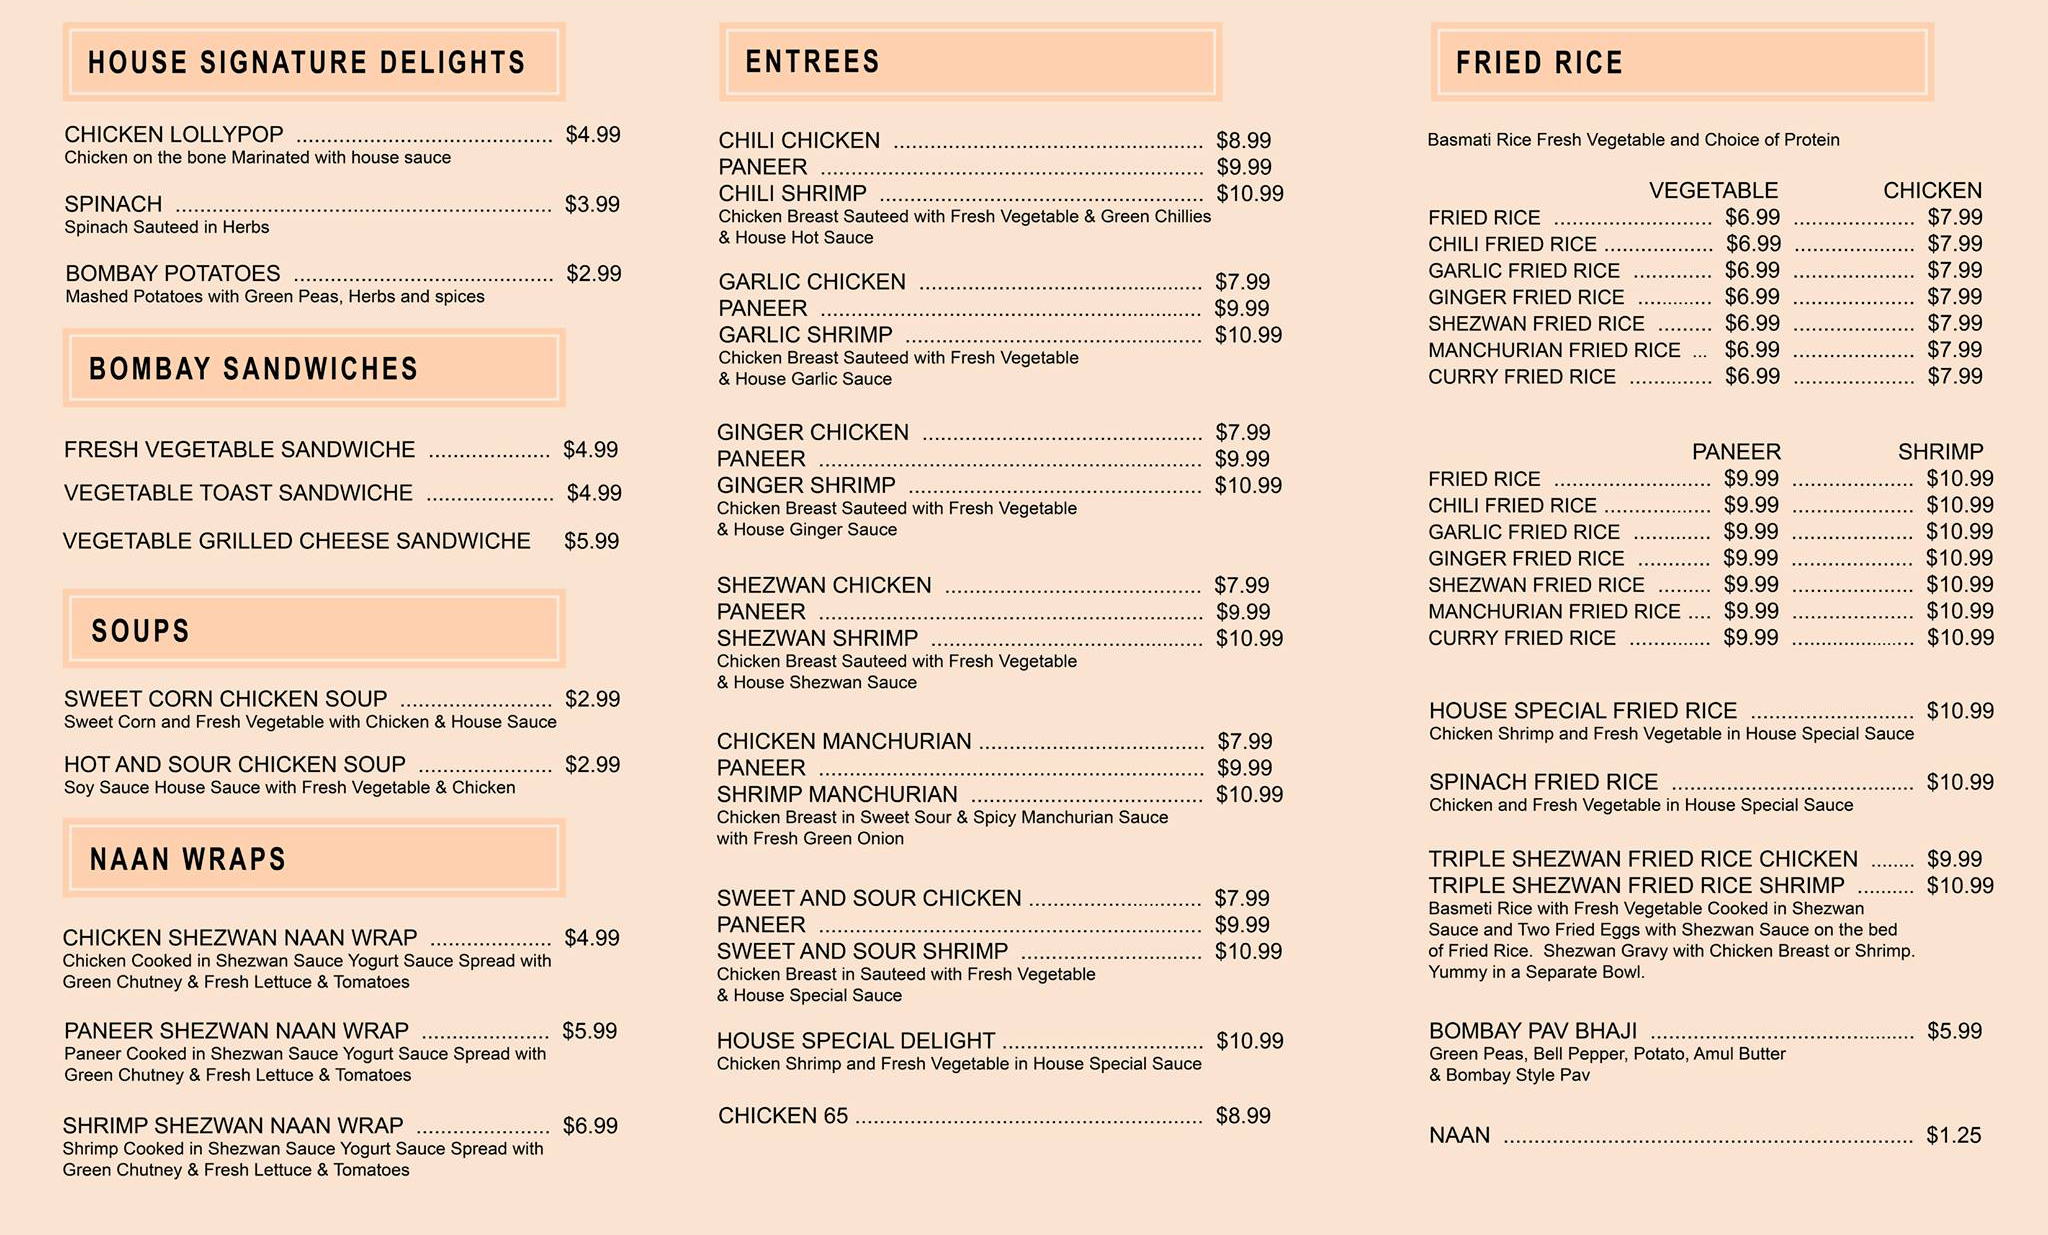 HOUSE SIGNATURE DELIGHTS
CHICKEN LOLLYPOP .......................................... $4.99
Chicken on the bone Marinated with house sauce
SPINACH .............................................................. $3.99
Spinach Sauteed in Herbs
BOMBAY POTATOES ........................................... $2.99
Mashed Potatoes with Green Peas, Herbs and spices
BOMBAY SANDWICHES
FRESH VEGETABLE SANDWICHE .................... $4.99
VEGETABLE TOAST SANDWICHE ..................... $4.99
VEGETABLE GRILLED CHEESE SANDWICHE $5.99
SOUPS
SWEET CORN CHICKEN SOUP ......................... $2.99
Sweet Corn and Fresh Vegetable with Chicken & House Sauce
HOT AND SOUR CHICKEN SOUP ...................... $2.99
Soy Sauce House Sauce with Fresh Vegetable & Chicken
NAAN WRAPS
CHICKEN SHEZWAN NAAN WRAP .................... $4.99
Chicken Cooked in Shezwan Sauce Yogurt Sauce Spread with
Green Chutney & Fresh Lettuce & Tomatoes
PANEER SHEZWAN NAAN WRAP ..................... $5.99
Paneer Cooked in Shezwan Sauce Yogurt Sauce Spread with
Green Chutney & Fresh Lettuce & Tomatoes
SHRIMP SHEZWAN NAAN WRAP ...................... $6.99
Shrimp Cooked in Shezwan Sauce Yogurt Sauce Spread with
Green Chutney & Fresh Lettuce & Tomatoes
ENTREES
CHILI CHICKEN ................................................... $8.99
PANEER ............................................................... $9.99
CHILI SHRIMP ..................................................... $10.99
Chicken Breast Sauteed with Fresh Vegetable & Green Chillies
& House Hot Sauce
GARLIC CHICKEN ............................................... $7.99
PANEER ............................................................... $9.99
GARLIC SHRIMP ................................................. $10.99
Chicken Breast Sauteed with Fresh Vegetable
& House Garlic Sauce
GINGER CHICKEN .............................................. $7.99
PANEER ............................................................... $9.99
GINGER SHRIMP ................................................ $10.99
Chicken Breast Sauteed with Fresh Vegetable
& House Ginger Sauce
SHEZWAN CHICKEN .......................................... $7.99
PANEER ............................................................... $9.99
SHEZWAN SHRIMP ............................................. $10.99
Chicken Breast Sauteed with Fresh Vegetable
& House Shezwan Sauce
CHICKEN MANCHURIAN ..................................... $7.99
PANEER ............................................................... $9.99
SHRIMP MANCHURIAN ...................................... $10.99
Chicken Breast in Sweet Sour & Spicy Manchurian Sauce
with Fresh Green Onion
SWEET AND SOUR CHICKEN ............................ $7.99
PANEER ............................................................... $9.99
SWEET AND SOUR SHRIMP .............................. $10.99
Chicken Breast in Sauteed with Fresh Vegetable
& House Special Sauce
HOUSE SPECIAL DELIGHT ................................. $10.99
Chicken Shrimp and Fresh Vegetable in House Special Sauce
CHICKEN 65 ......................................................... $8.99
FRIED RICE
Basmati Rice Fresh Vegetable and Choice of Protein
VEGETABLE CHICKEN
FRIED RICE .......................... $6.99 .................... $7.99
CHILI FRIED RICE .................. $6.99 .................... $7.99
GARLIC FRIED RICE ............. $6.99 .................... $7.99
GINGER FRIED RICE ............ $6.99 .................... $7.99
SHEZWAN FRIED RICE ......... $6.99 .................... $7.99
MANCHURIAN FRIED RICE ... $6.99 .................... $7.99
CURRY FRIED RICE .............. $6.99 .................... $7.99
PANEER SHRIMP
FRIED RICE .......................... $9.99 .................... $10.99
CHILI FRIED RICE .................. $9.99 .................... $10.99
GARLIC FRIED RICE ............. $9.99 .................... $10.99
GINGER FRIED RICE ............ $9.99 .................... $10.99
SHEZWAN FRIED RICE ......... $9.99 .................... $10.99
MANCHURIAN FRIED RICE .... $9.99 .................... $10.99
CURRY FRIED RICE .............. $9.99 .................... $10.99
HOUSE SPECIAL FRIED RICE ........................... $10.99
Chicken Shrimp and Fresh Vegetable in House Special Sauce
SPINACH FRIED RICE ........................................ $10.99
Chicken and Fresh Vegetable in House Special Sauce
TRIPLE SHEZWAN FRIED RICE CHICKEN ....... $9.99
TRIPLE SHEZWAN FRIED RICE SHRIMP ......... $10.99
Basmeti Rice with Fresh Vegetable Cooked in Shezwan
Sauce and Two Fried Eggs with Shezwan Sauce on the bed
of Fried Rice. Shezwan Gravy with Chicken Breast or Shrimp.
Yummy in a Separate Bowl.
BOMBAY PAV BHAJI ........................................... $5.99
Green Peas, Bell Pepper, Potato, Amul Butter
& Bombay Style Pav
NAAN ................................................................... $1.25